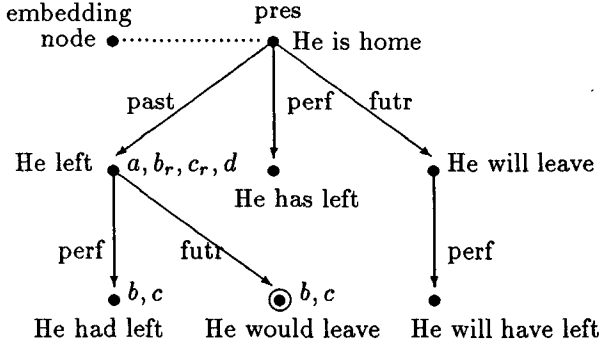 embedding
node
pres
He is home
past
perf
futr
He left
a, b_r, c_r, d
He will leave
He has left
perf
futr
perf
b, c
b, c
He had left
He would leave
He will have left